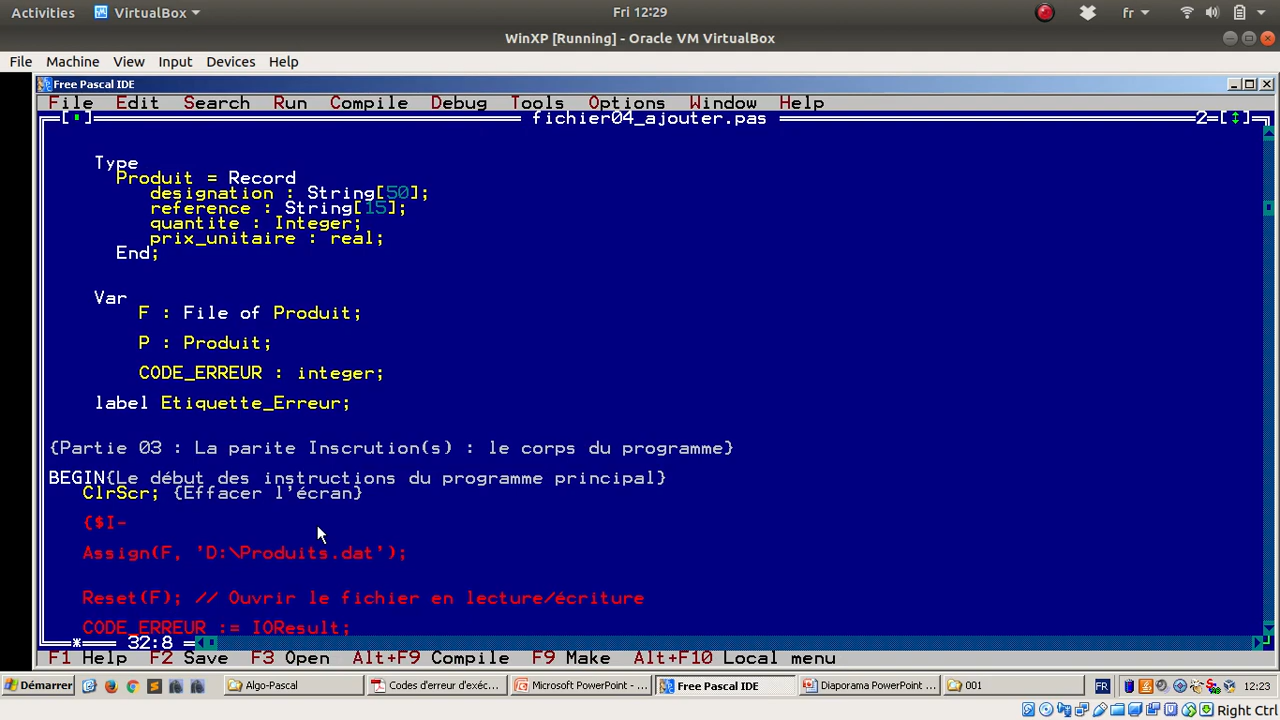 Activities VirtualBox Fri 12:29 fr
WinXP [Running] - Oracle VM VirtualBox
File Machine View Input Devices Help
Free Pascal IDE
File Edit Search Run Compile Debug Tools Options Window Help
fichier04_ajouter.pas 2
Type
Produit = Record
designation : String[50];
reference : String[15];
quantite : Integer;
prix_unitaire : real;
End;
Var
F : File of Produit;
P : Produit;
CODE_ERREUR : integer;
label Etiquette_Erreur;
{Partie 03 : La parite Inscrution(s) : le corps du programme}
BEGIN{Le début des instructions du programme principal}
ClrScr; {Effacer l'écran}
{$I-
Assign(F, 'D:\Produits.dat');
Reset(F); // Ouvrir le fichier en lecture/écriture
CODE_ERREUR := IOResult;
32:8
F1 Help F2 Save F3 Open Alt+F9 Compile F9 Make Alt+F10 Local menu
Démarrer Algo-Pascal Codes d'erreur d'exéc... Microsoft PowerPoint - ... Free Pascal IDE Diaporama PowerPoint ... 001 FR 12:23
Right Ctrl